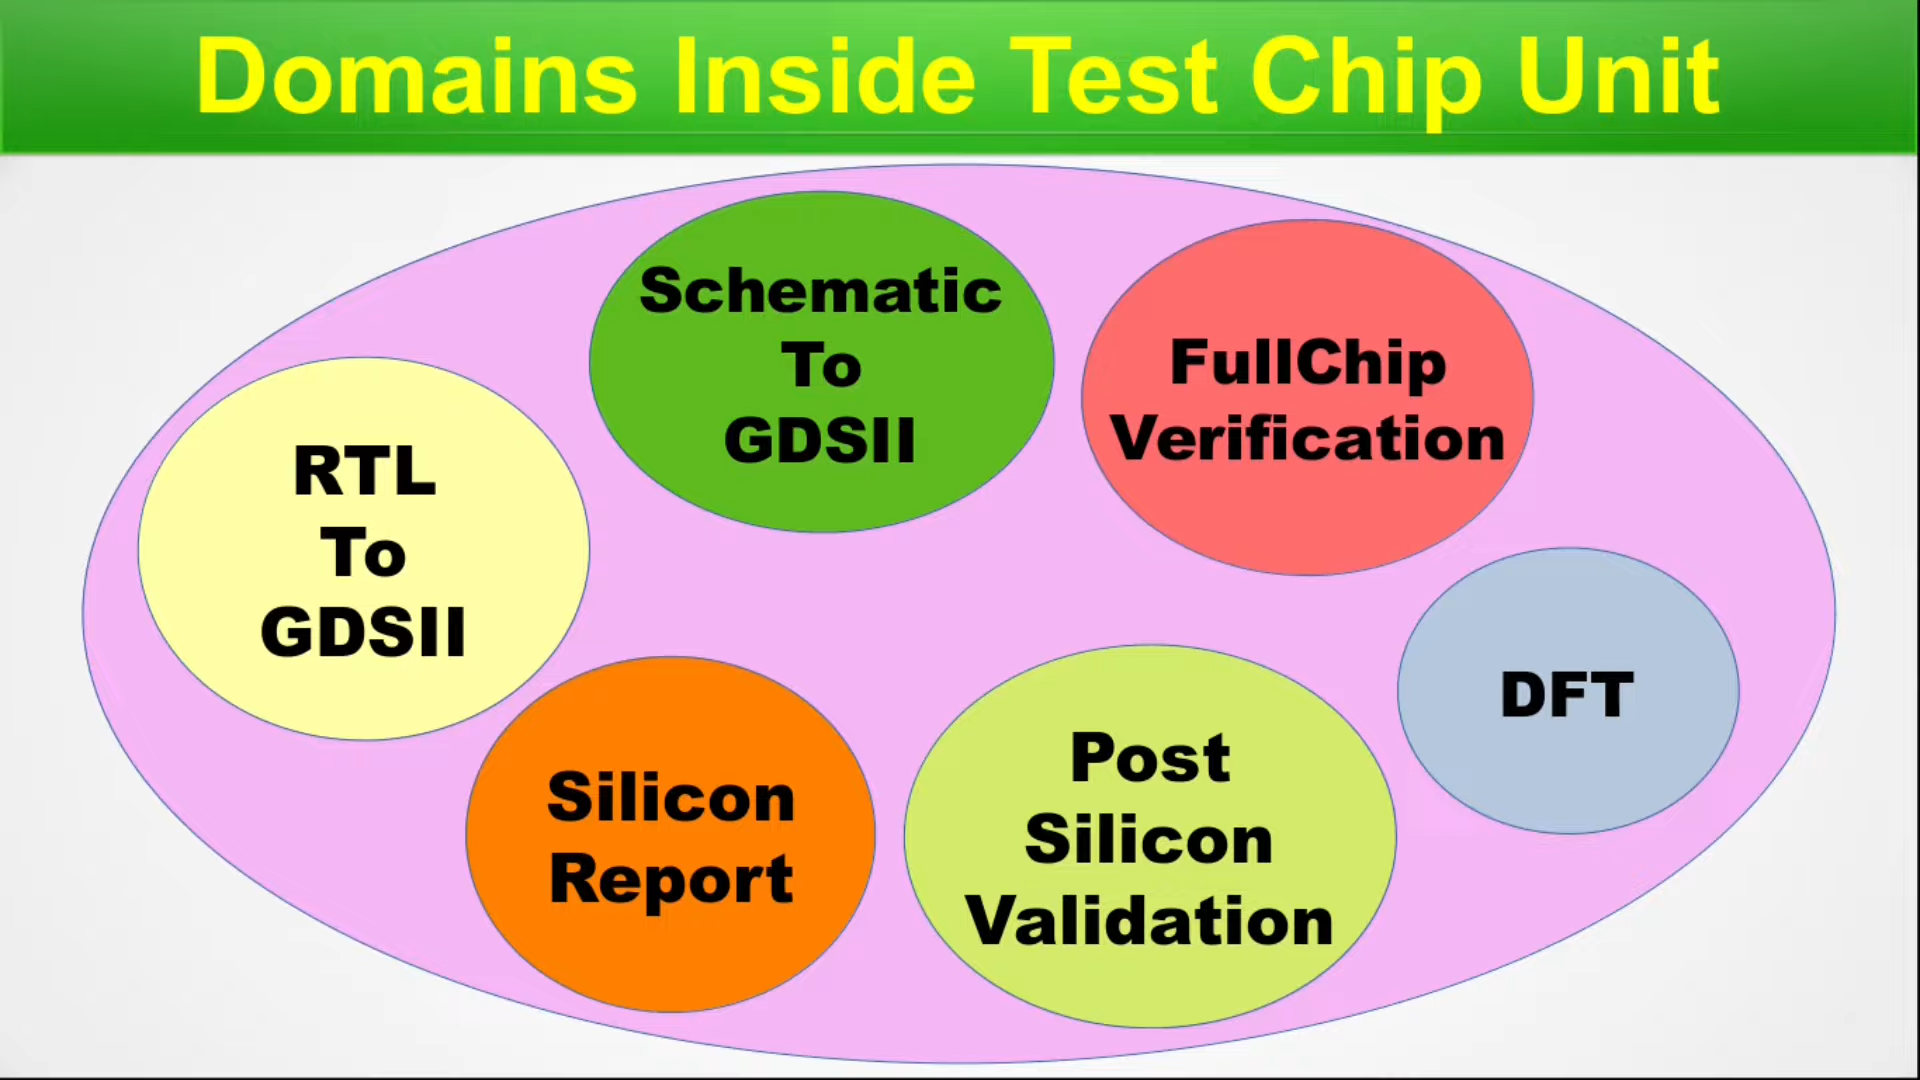 Domains Inside Test Chip Unit
Schematic
To
GDSII
FullChip
Verification
RTL
To
GDSII
DFT
Silicon
Report
Post
Silicon
Validation